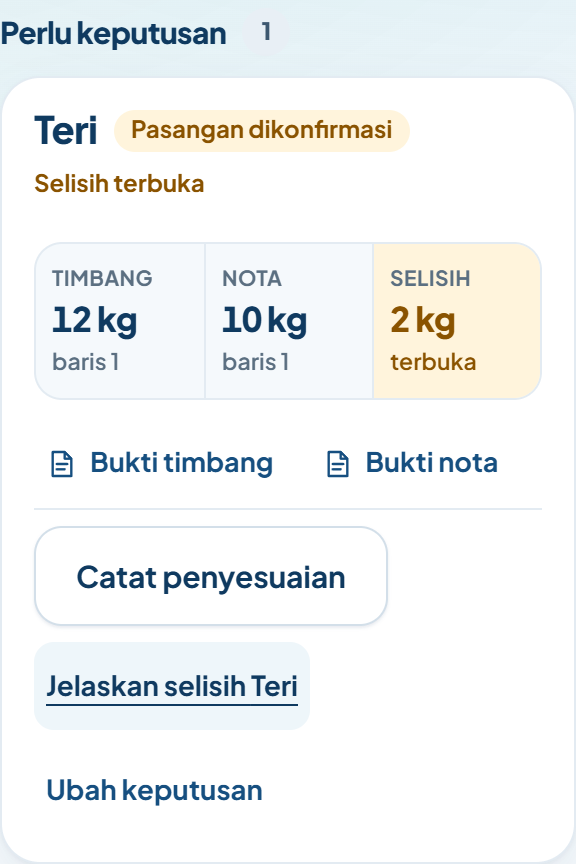 Perlu keputusan 1
Teri Pasangan dikonfirmasi
Selisih terbuka
TIMBANG NOTA SELISIH
12 kg 10 kg 2 kg
baris 1 baris 1 terbuka
Bukti timbang Bukti nota
Catat penyesuaian
Jelaskan selisih Teri
Ubah keputusan